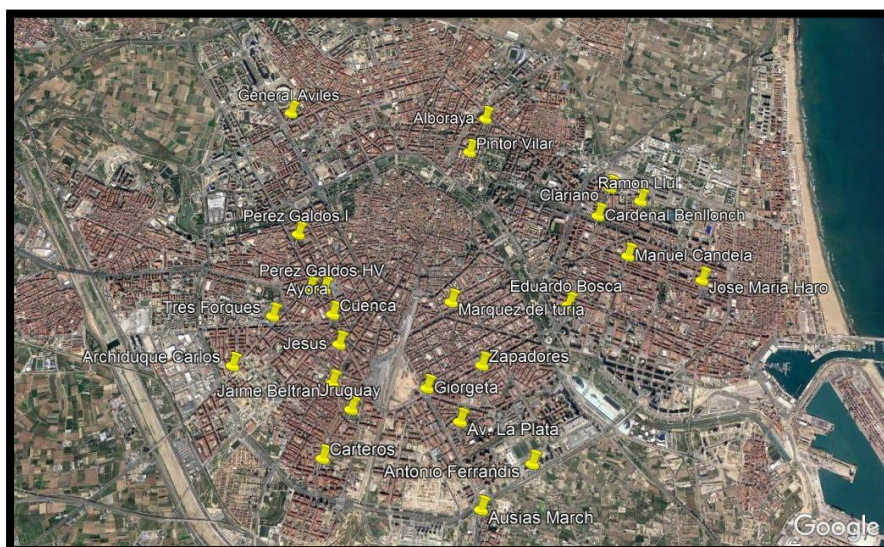 General Aviles
Alboraya
Pintor Vilar
Ramon Llul
Clariano
Cardenal Benllonch
Perez Galdos I
Manuel Candela
Perez Galdos HV
Eduardo Bosca
Jose Maria Haro
Ayora
Tres Forques
Cuenca
Marquez del turia
Jesus
Archiduque Carlos
Zapadores
Jaime Beltran
Uruguay
Giorgeta
Av. La Plata
Carteros
Antonio Ferrandis
Ausias March
Google